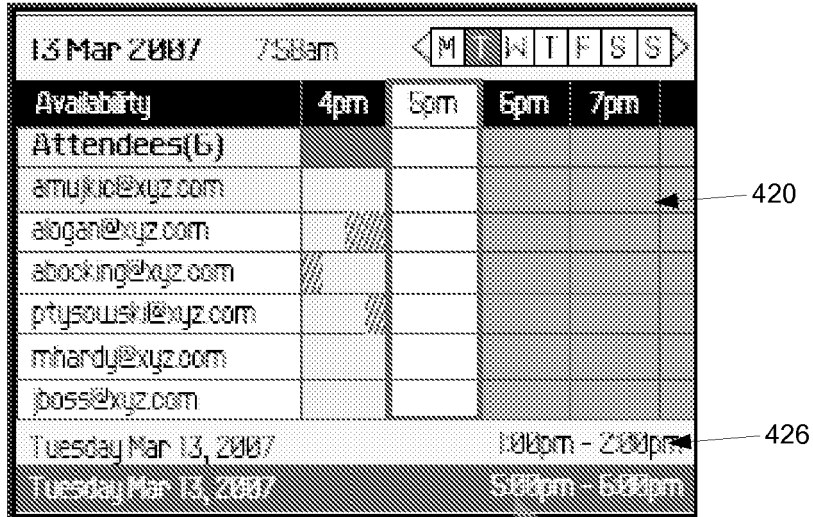 13 Mar 2007 7:58am M T W T F S S
Availability 4pm 5pm 6pm 7pm
Attendees(6)
amujkic@xyz.com
420
alogan@xyz.com
abocking@xyz.com
ptysowski@xyz.com
mhardy@xyz.com
jboss@xyz.com
Tuesday Mar 13, 2007 1:00pm - 2:00pm
426
Tuesday Mar 13, 2007 5:00pm - 6:00pm